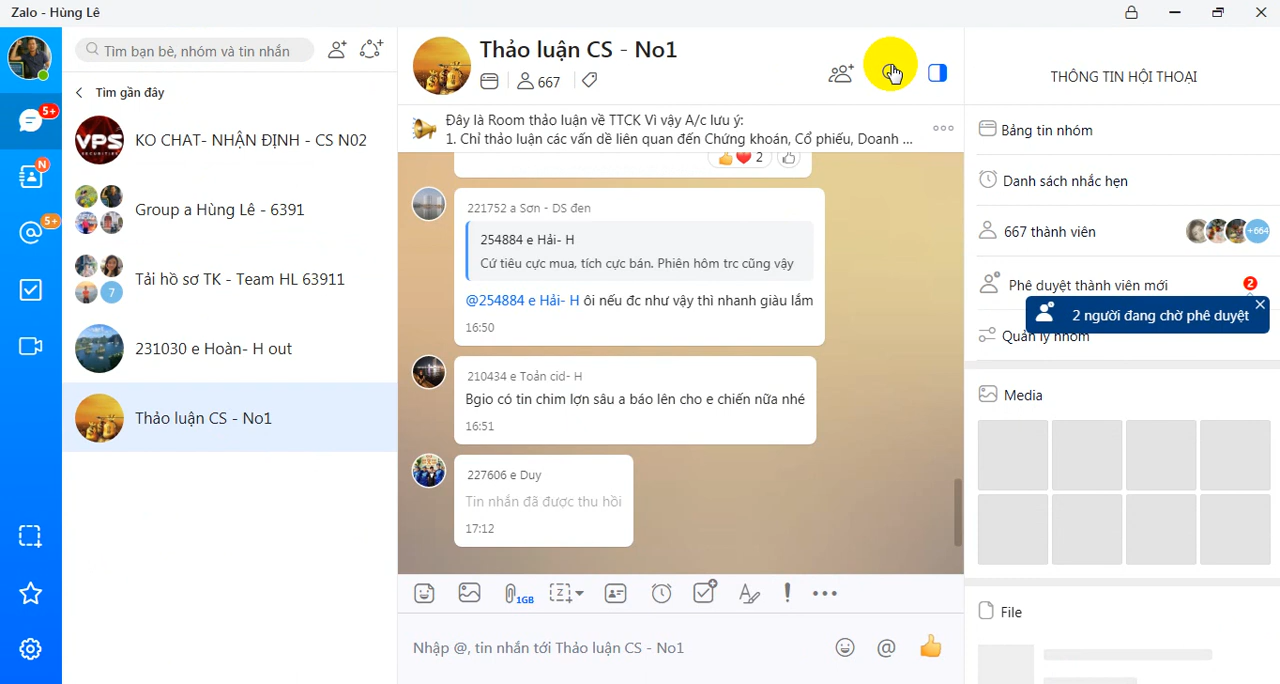 Zalo - Hùng Lê
5+
N
5+
Tìm bạn bè, nhóm và tin nhắn
Tìm gần đây
VPS
SECURITIES
KO CHAT- NHẬN ĐỊNH - CS N02
Group a Hùng Lê - 6391
7
Tải hồ sơ TK - Team HL 63911
231030 e Hoàn- H out
Thảo luận CS - No1
Thảo luận CS - No1
667
Đây là Room thảo luận về TTCK Vì vậy A/c lưu ý:
1. Chỉ thảo luận các vấn dề liên quan đến Chứng khoán, Cổ phiếu, Doanh ...
2
221752 a Sơn - DS đen
254884 e Hải- H
Cứ tiêu cực mua, tích cực bán. Phiên hôm trc cũng vậy
@254884 e Hải- H ôi nếu đc như vậy thì nhanh giàu lắm
16:50
210434 e Toản cid- H
Bgio có tin chim lợn sâu a báo lên cho e chiến nữa nhé
16:51
227606 e Duy
Tin nhắn đã được thu hồi
17:12
1GB
Nhập @, tin nhắn tới Thảo luận CS - No1
THÔNG TIN HỘI THOẠI
Bảng tin nhóm
Danh sách nhắc hẹn
667 thành viên
+664
Phê duyệt thành viên mới
2
2 người đang chờ phê duyệt
Quản lý nhóm
Media
File